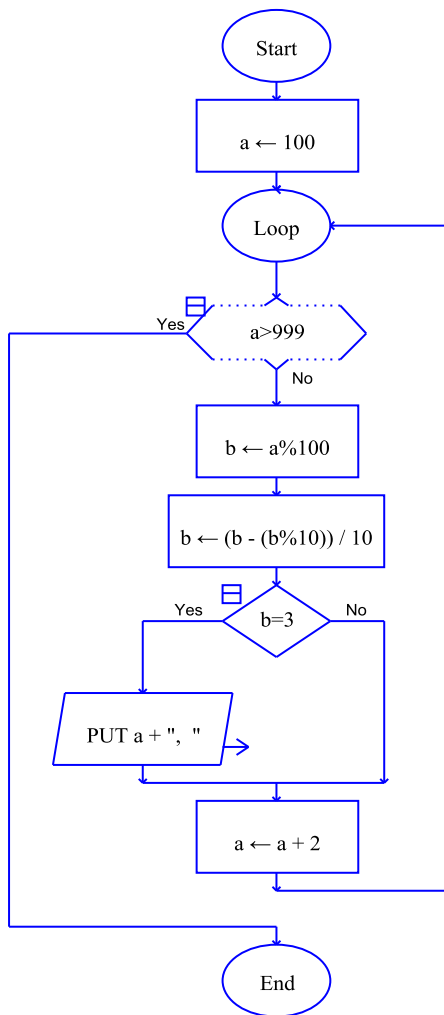 Start
a ← 100
Loop
Yes
a>999
No
b ← a%100
b ← (b - (b%10)) / 10
Yes
b=3
No
PUT a + ",  "
a ← a + 2
End